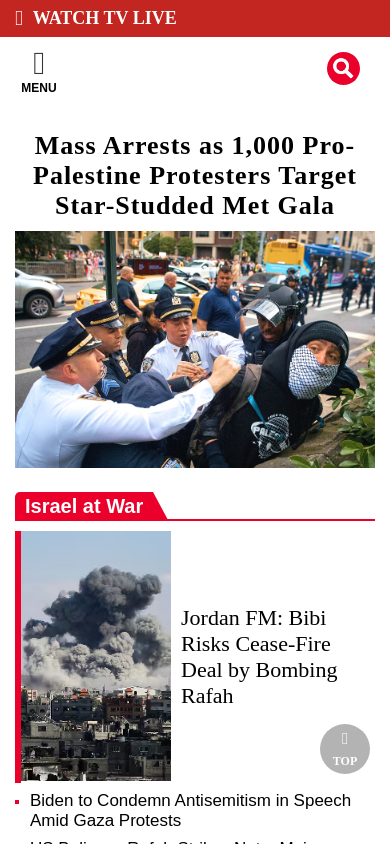 WATCH TV LIVE
MENU
Mass Arrests as 1,000 Pro-
Palestine Protesters Target
Star-Studded Met Gala
Israel at War
Jordan FM: Bibi
Risks Cease-Fire
Deal by Bombing
Rafah
TOP
Biden to Condemn Antisemitism in Speech
Amid Gaza Protests